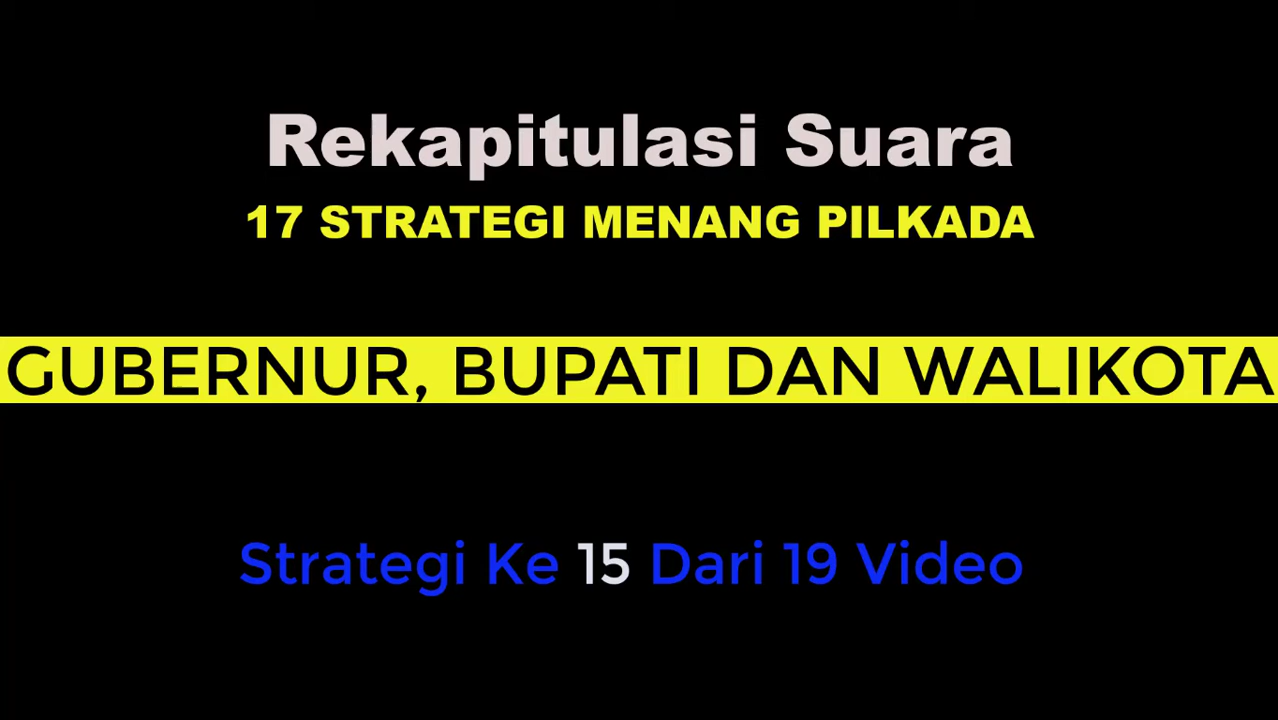 Rekapitulasi Suara
17 STRATEGI MENANG PILKADA
GUBERNUR, BUPATI DAN WALIKOTA
Strategi Ke 15 Dari 19 Video